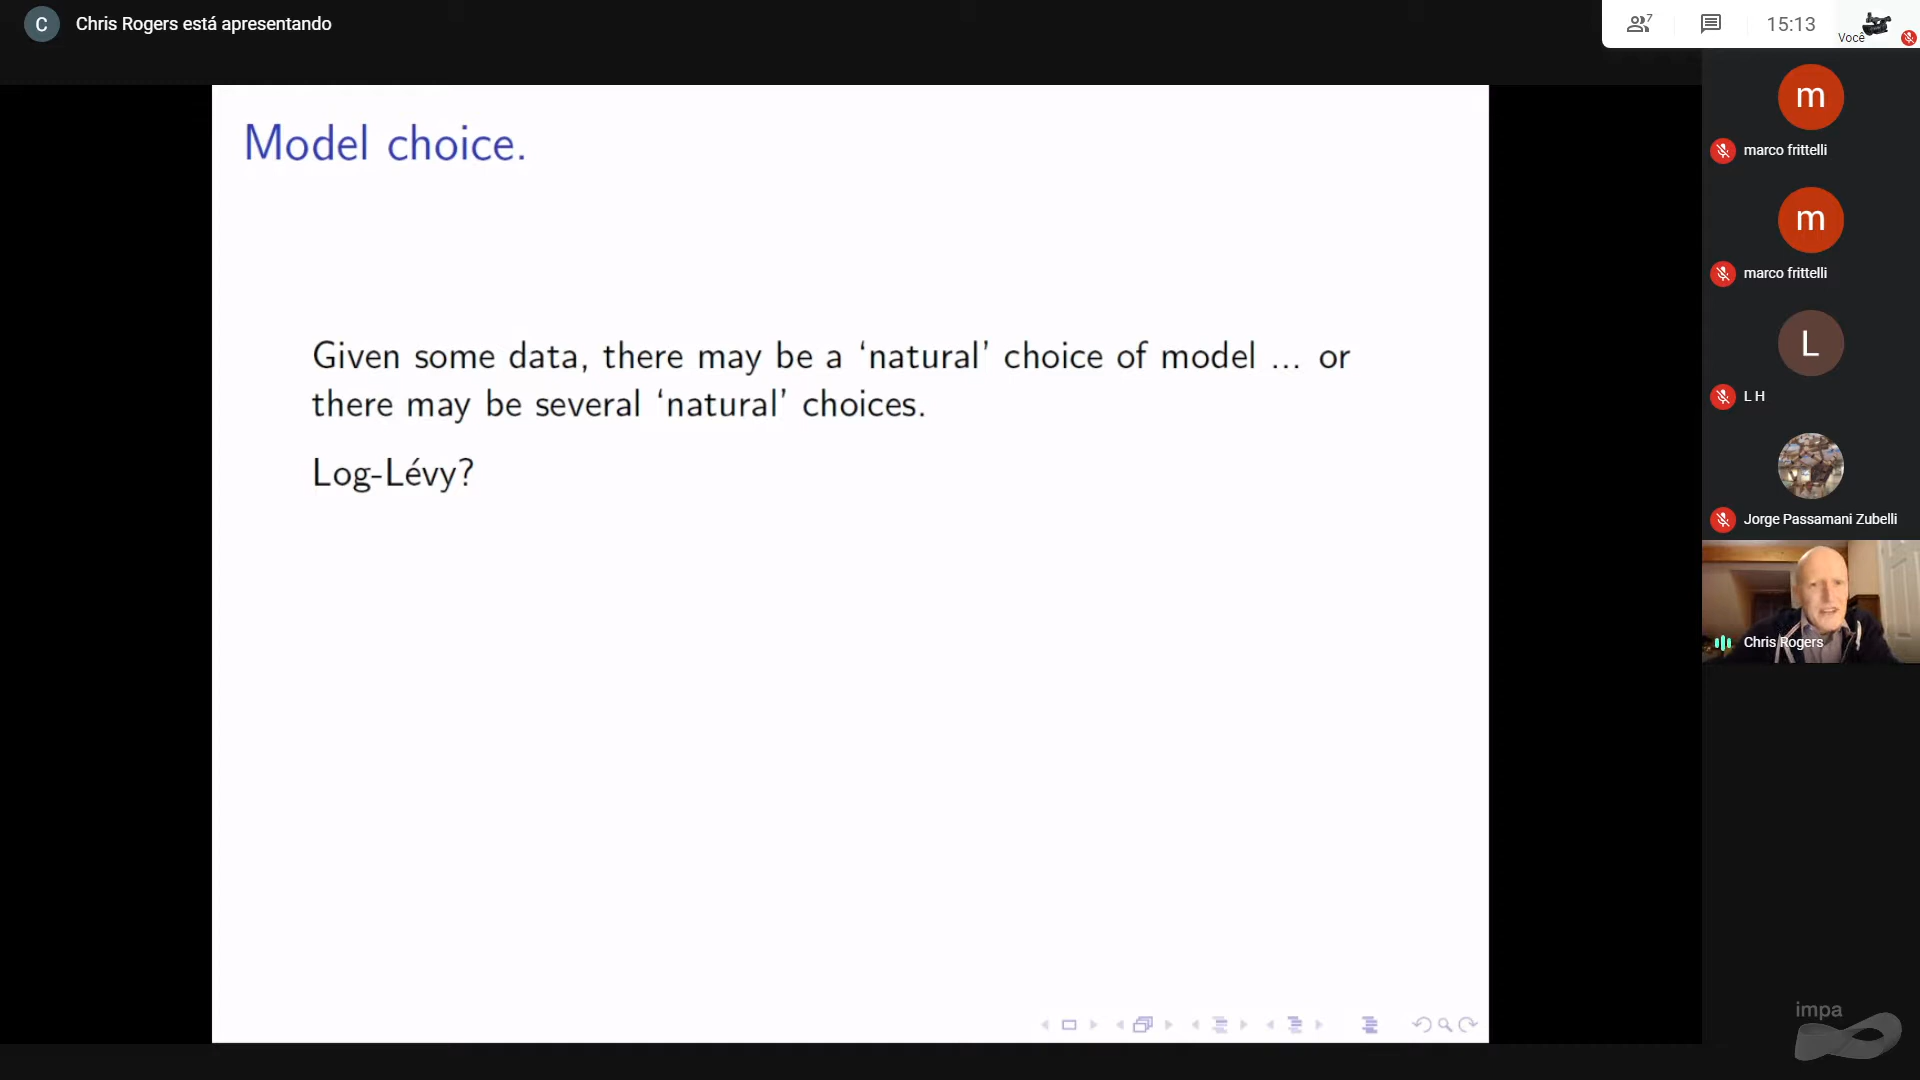 C
Chris Rogers está apresentando
7
15:13
Você
Model choice.
Given some data, there may be a ‘natural’ choice of model ... or
there may be several ‘natural’ choices.
Log-Lévy?
m
marco frittelli
m
marco frittelli
L
L H
Jorge Passamani Zubelli
Chris Rogers
impa